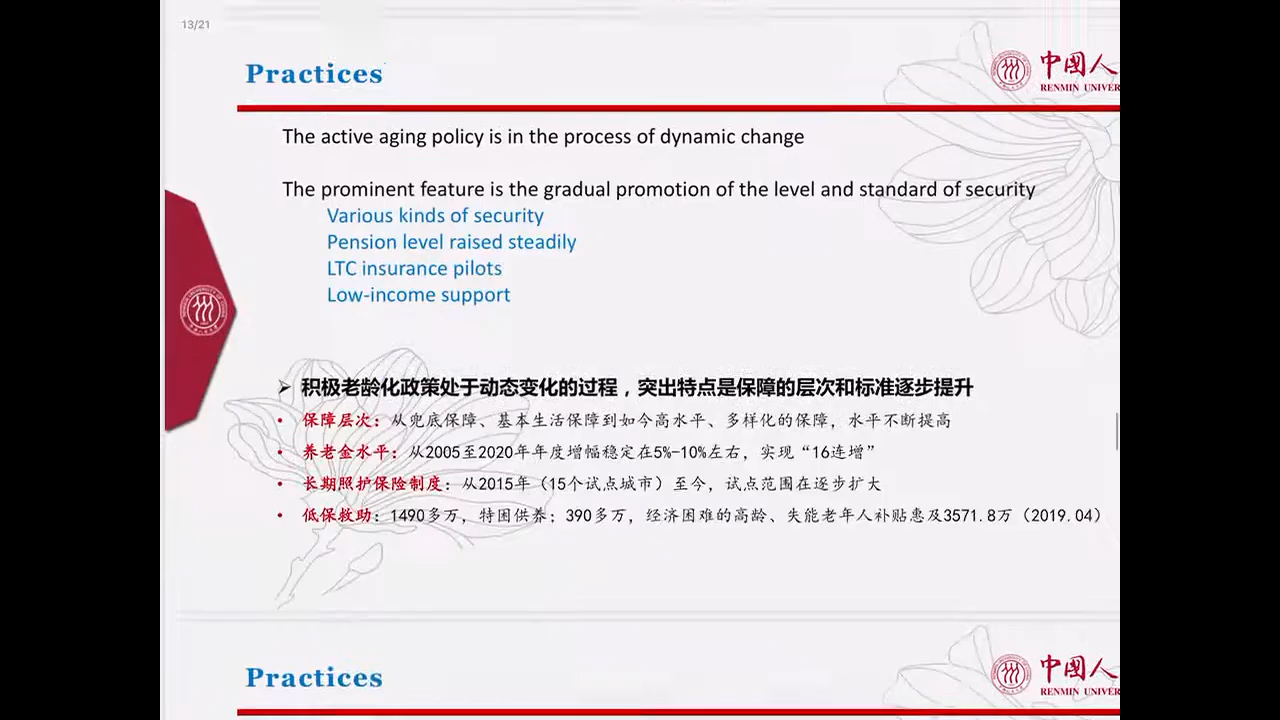 13/21
Practices
中国人
RENMIN UNIVER
The active aging policy is in the process of dynamic change
The prominent feature is the gradual promotion of the level and standard of security
Various kinds of security
Pension level raised steadily
LTC insurance pilots
Low-income support
➢ 积极老龄化政策处于动态变化的过程，突出特点是保障的层次和标准逐步提升
• 保障层次：从兜底保障、基本生活保障到如今高水平、多样化的保障，水平不断提高
• 养老金水平：从2005至2020年年度增幅稳定在5%-10%左右，实现“16连增”
• 长期照护保险制度：从2015年（15个试点城市）至今，试点范围在逐步扩大
• 低保救助：1490多万，特困供养；390多万，经济困难的高龄、失能老年人补贴惠及3571.8万（2019.04）
Practices
中国人
RENMIN UNIVER